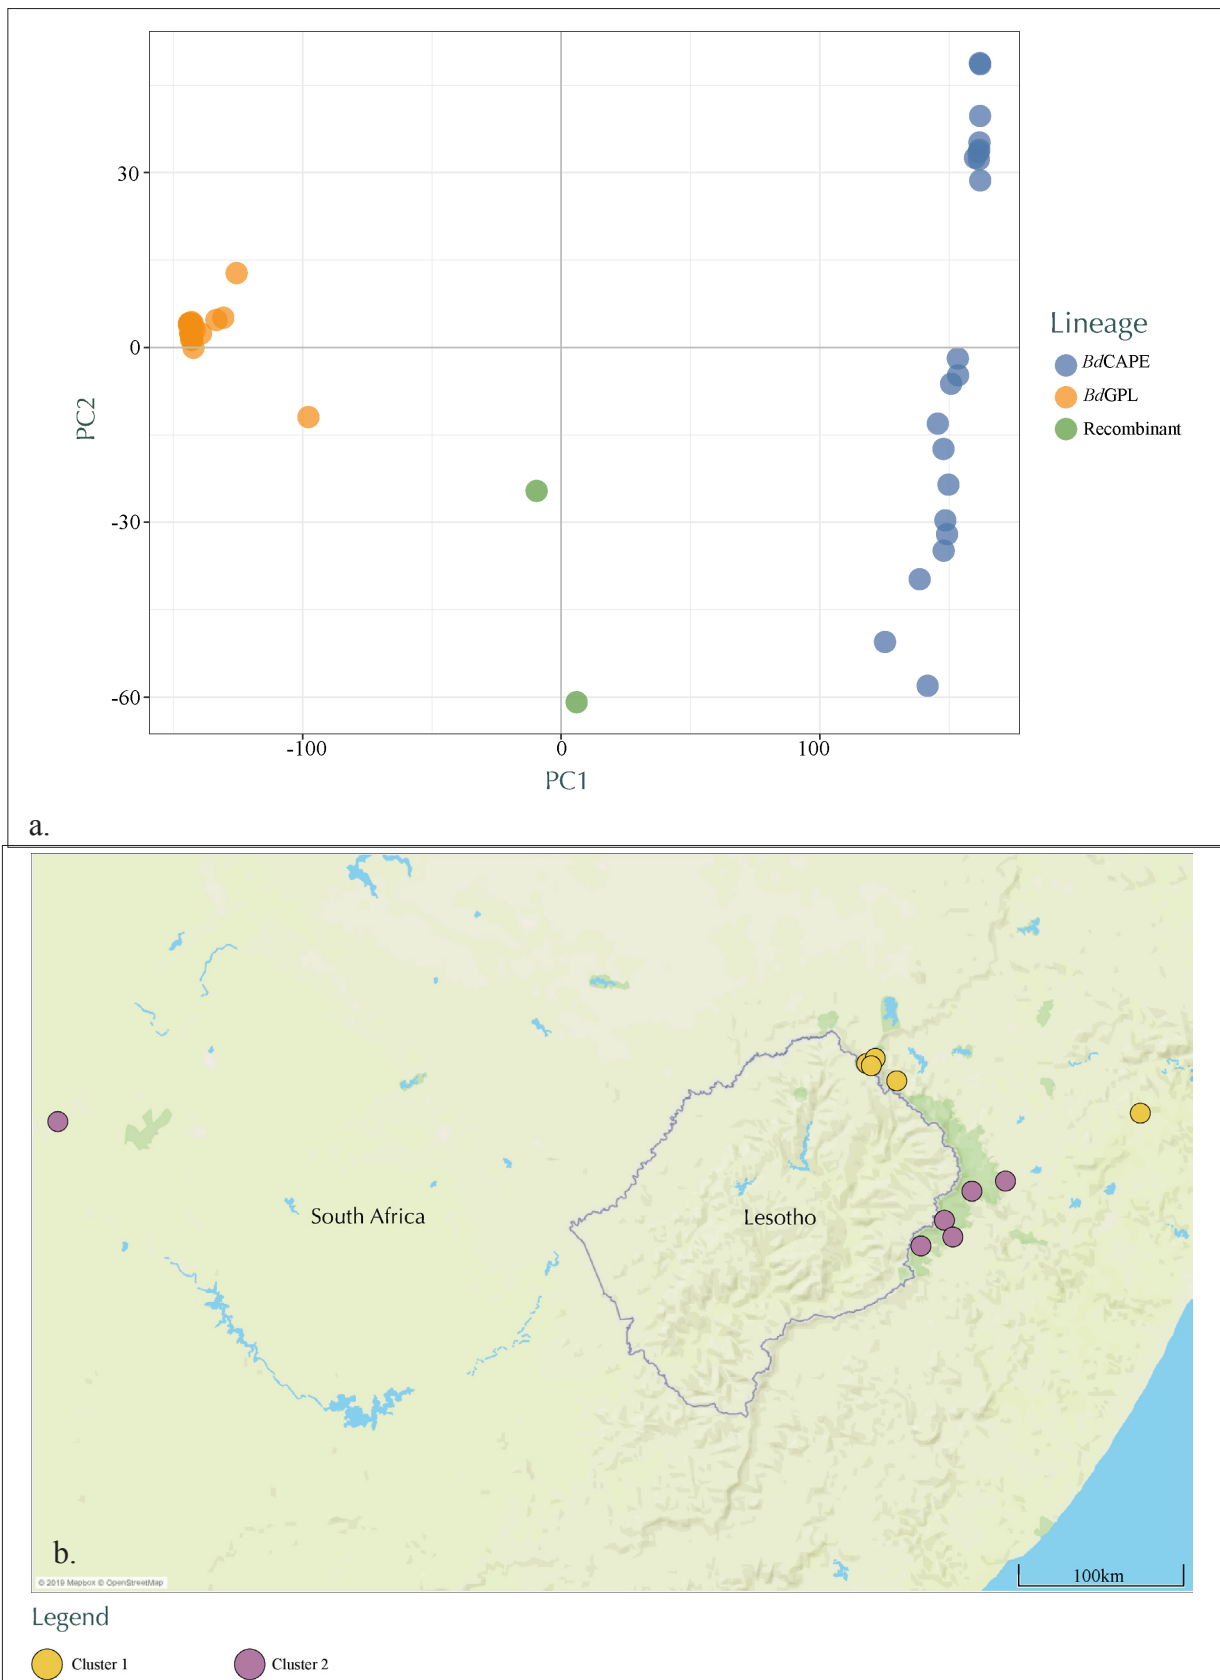 30
0
-30
-60
PC2
-100
0
100
PC1
Lineage
BdCAPE
BdGPL
Recombinant
a.
South Africa
Lesotho
b.
© 2019 Mapbox © OpenStreetMap
100km
Legend
Cluster 1
Cluster 2